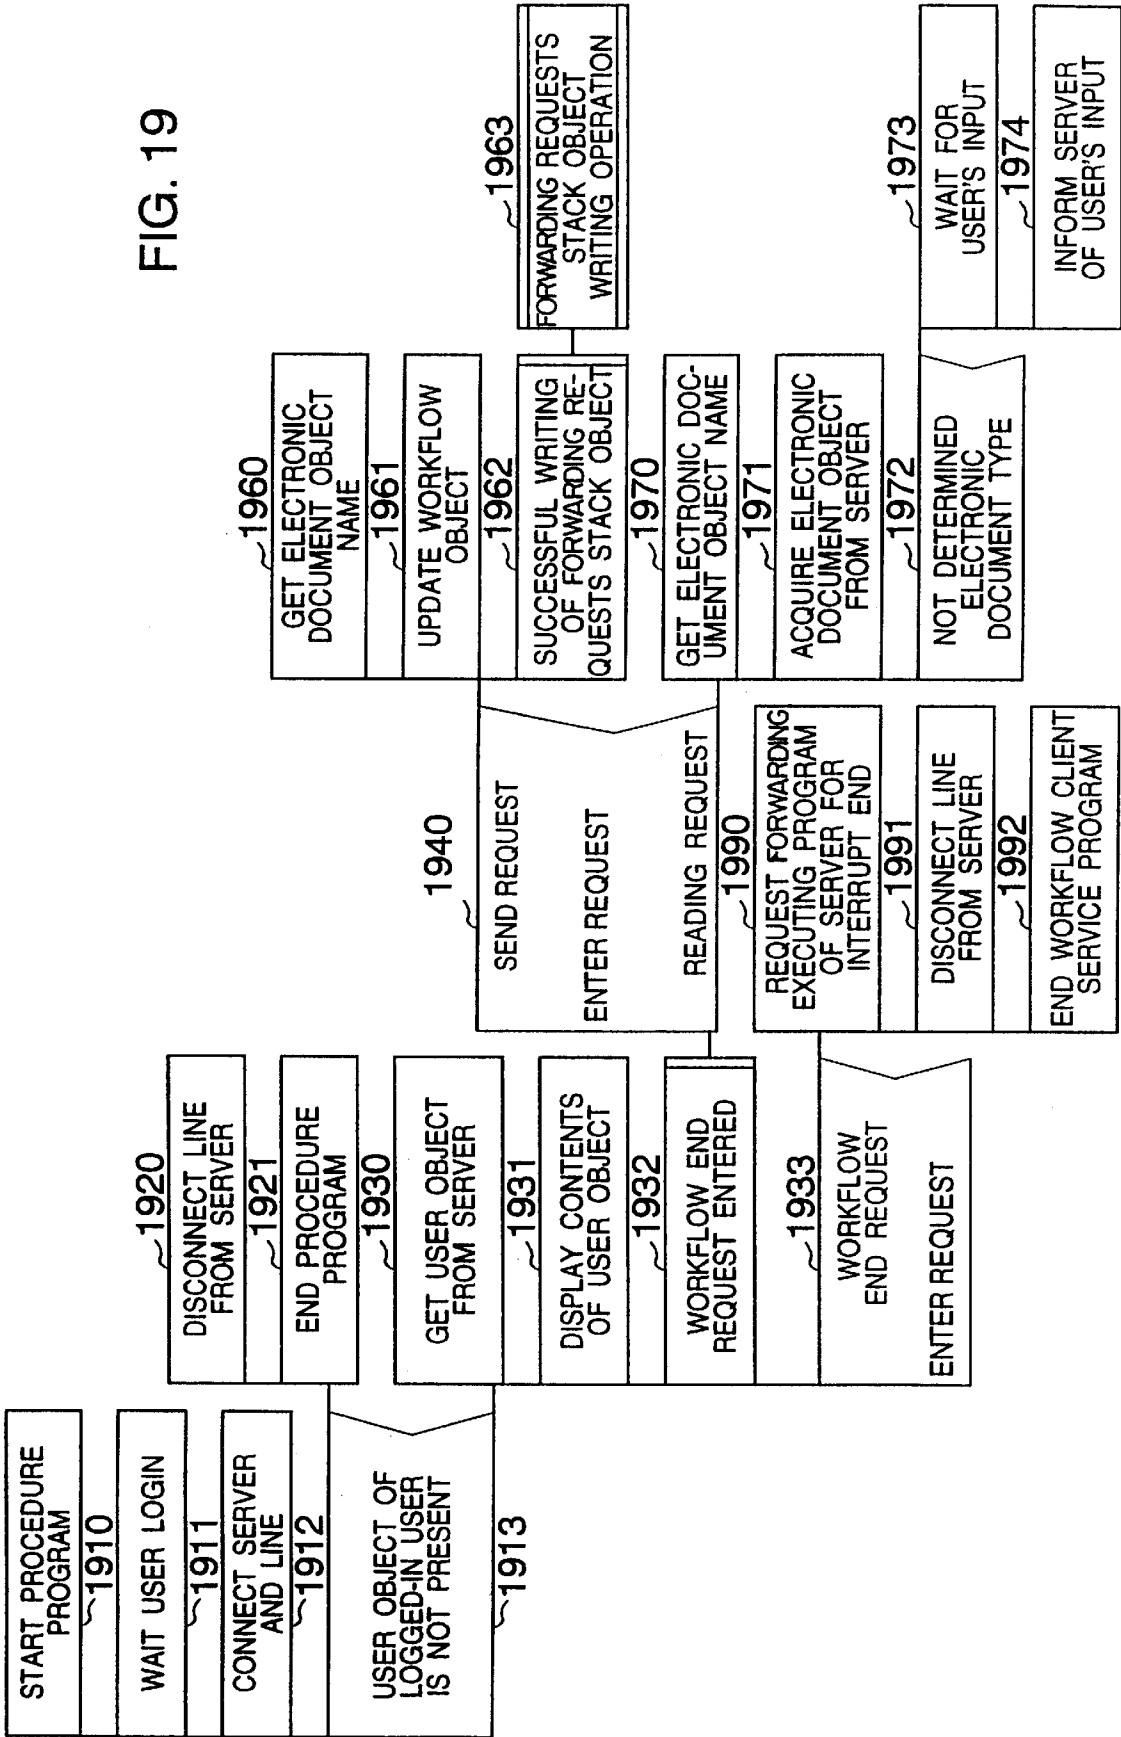 FIG. 19
START PROCEDURE
PROGRAM
1910
WAIT USER LOGIN
1911
CONNECT SERVER
AND LINE
1912
USER OBJECT OF
LOGGED-IN USER
IS NOT PRESENT
1913
1920
DISCONNECT LINE
FROM SERVER
1921
END PROCEDURE
PROGRAM
1930
GET USER OBJECT
FROM SERVER
1931
DISPLAY CONTENTS
OF USER OBJECT
1932
WORKFLOW END
REQUEST ENTERED
1933
WORKFLOW
END REQUEST
ENTER REQUEST
1940
SEND REQUEST
ENTER REQUEST
READING REQUEST
1990
REQUEST FORWARDING
EXECUTING PROGRAM
OF SERVER FOR
INTERRUPT END
1991
DISCONNECT LINE
FROM SERVER
1992
END WORKFLOW CLIENT
SERVICE PROGRAM
1960
GET ELECTRONIC
DOCUMENT OBJECT
NAME
1961
UPDATE WORKFLOW
OBJECT
1962
SUCCESSFUL WRITING
OF FORWARDING RE-
QUESTS STACK OBJECT
1963
FORWARDING REQUESTS
STACK OBJECT
WRITING OPERATION
1970
GET ELECTRONIC DOC-
UMENT OBJECT NAME
1971
ACQUIRE ELECTRONIC
DOCUMENT OBJECT
FROM SERVER
1972
NOT DETERMINED
ELECTRONIC
DOCUMENT TYPE
1973
WAIT FOR
USER'S INPUT
1974
INFORM SERVER
OF USER'S INPUT